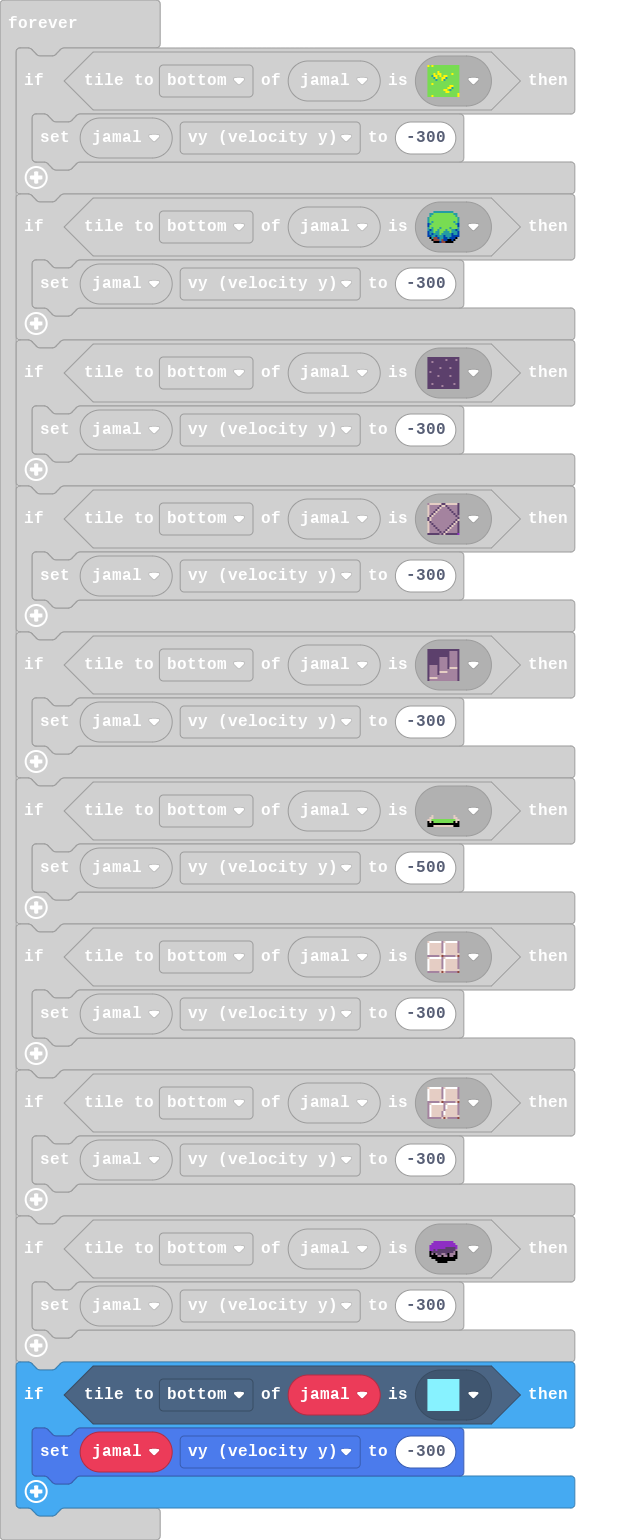 forever
if tile to bottom of jamal is then
set jamal vy (velocity y) to -300
if tile to bottom of jamal is then
set jamal vy (velocity y) to -300
if tile to bottom of jamal is then
set jamal vy (velocity y) to -300
if tile to bottom of jamal is then
set jamal vy (velocity y) to -300
if tile to bottom of jamal is then
set jamal vy (velocity y) to -300
if tile to bottom of jamal is then
set jamal vy (velocity y) to -500
if tile to bottom of jamal is then
set jamal vy (velocity y) to -300
if tile to bottom of jamal is then
set jamal vy (velocity y) to -300
if tile to bottom of jamal is then
set jamal vy (velocity y) to -300
if tile to bottom of jamal is then
set jamal vy (velocity y) to -300